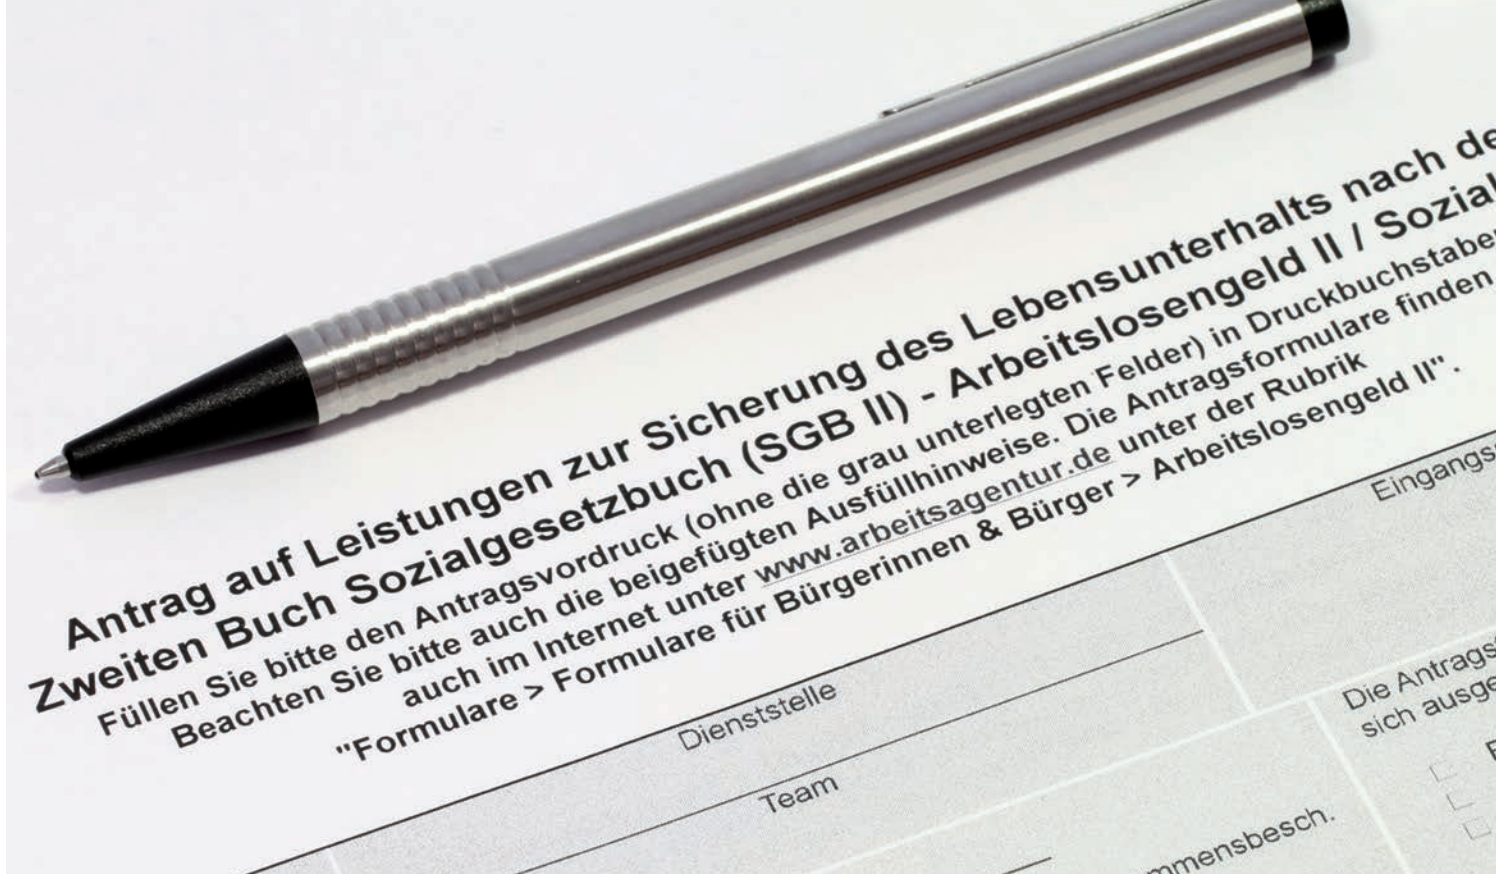 Antrag auf Leistungen zur Sicherung des Lebensunterhalts nach de
Zweiten Buch Sozialgesetzbuch (SGB II) - Arbeitslosengeld II / Sozial
Füllen Sie bitte den Antragsvordruck (ohne die grau unterlegten Felder) in Druckbuchstabe
Beachten Sie bitte auch die beigefügten Ausfüllhinweise. Die Antragsformulare finden
auch im Internet unter www.arbeitsagentur.de unter der Rubrik
"Formulare > Formulare für Bürgerinnen & Bürger > Arbeitslosengeld II".
Eingangs
Dienststelle
Team
Die Antrags
sich ausge
mmensbesch.